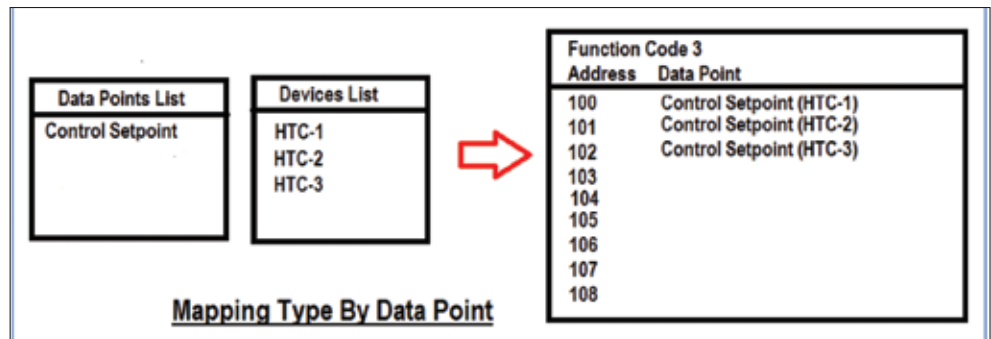 Data Points List
Control Setpoint
Devices List
HTC-1
HTC-2
HTC-3
Function Code 3
Address Data Point
100 Control Setpoint (HTC-1)
101 Control Setpoint (HTC-2)
102 Control Setpoint (HTC-3)
103
104
105
106
107
108
Mapping Type By Data Point